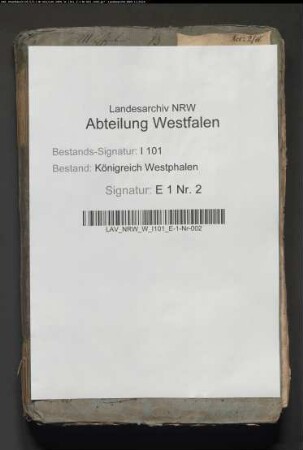 Landesarchiv NRW
Abteilung Westfalen
Bestands-Signatur: I 101
Bestand: Königreich Westphalen
Signatur: E 1 Nr. 2
LAV_NRW_W_I101_E-1-Nr-002